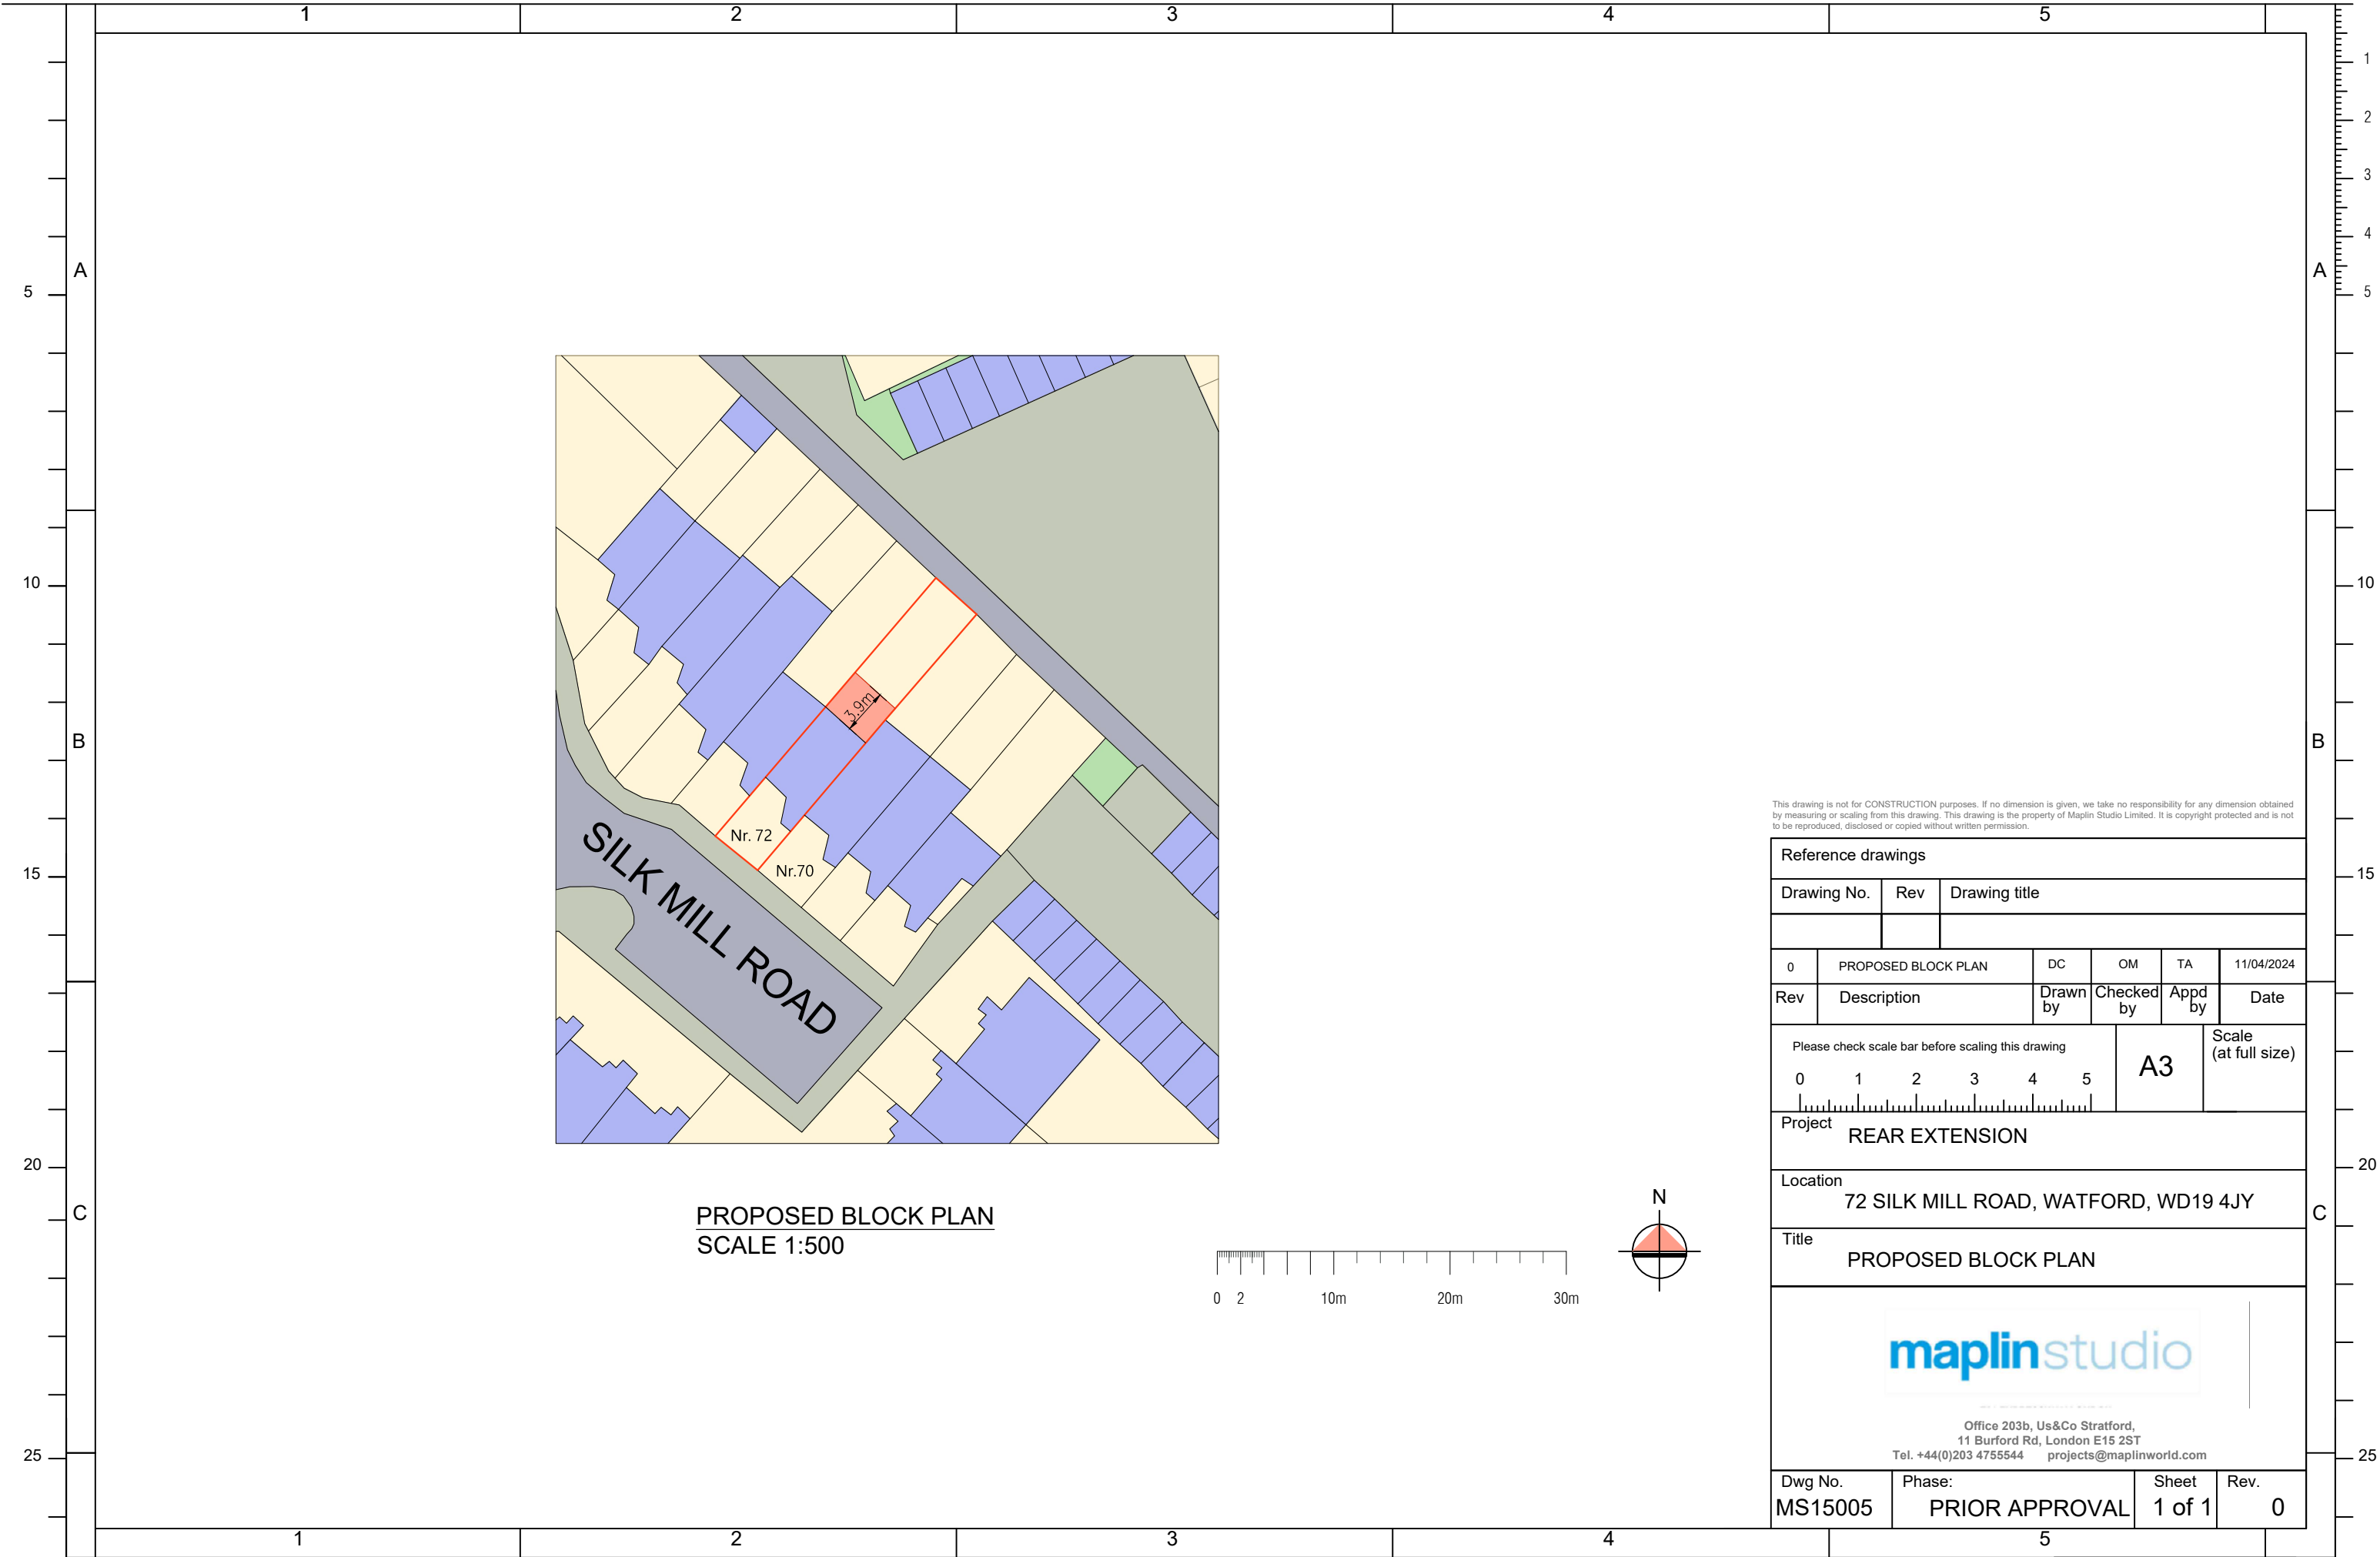 1 2 3 4 5
1
2
3
4
5
A A
5
10 10
B B
15 15
20 20
C C
25 25
3.9m
Nr. 72
Nr.70
SILK MILL ROAD
PROPOSED BLOCK PLAN
SCALE 1:500
0 2 10m 20m 30m
N
This drawing is not for CONSTRUCTION purposes. If no dimension is given, we take no responsibility for any dimension obtained
by measuring or scaling from this drawing. This drawing is the property of Maplin Studio Limited. It is copyright protected and is not
to be reproduced, disclosed or copied without written permission.
Reference drawings
Drawing No. Rev Drawing title
0 PROPOSED BLOCK PLAN DC OM TA 11/04/2024
Rev Description Drawn by Checked by Appd by Date
Please check scale bar before scaling this drawing
0 1 2 3 4 5
A3
Scale
(at full size)
Project
REAR EXTENSION
Location
72 SILK MILL ROAD, WATFORD, WD19 4JY
Title
PROPOSED BLOCK PLAN
maplinstudio
Office 203b, Us&Co Stratford,
11 Burford Rd, London E15 2ST
Tel. +44(0)203 4755544 projects@maplinworld.com
Dwg No. Phase: Sheet Rev.
MS15005 PRIOR APPROVAL 1 of 1 0
1 2 3 4 5